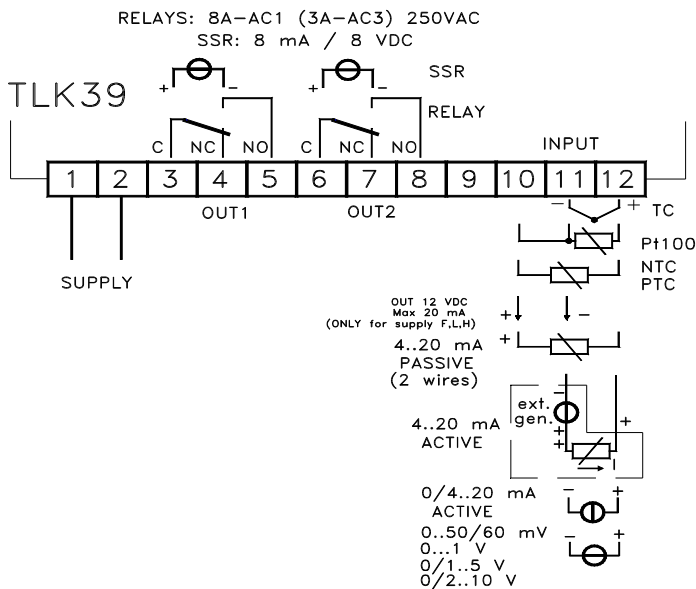 RELAYS: 8A-AC1 (3A-AC3) 250VAC
SSR: 8 mA / 8 VDC
TLK39
+ -
+ -
SSR
RELAY
C NC NO
C NC NO
INPUT
1 2 3 4 5 6 7 8 9 10 11 12
OUT1
OUT2
- + TC
SUPPLY
Pt100
NTC
PTC
OUT 12 VDC
Max 20 mA
(ONLY for supply F,L,H)
+ -
+
4..20 mA
PASSIVE
(2 wires)
-
ext.
gen.
+
+
+
4..20 mA
ACTIVE
I
0/4..20 mA
ACTIVE
- +
0..50/60 mV
0...1 V
0/1..5 V
0/2..10 V
- +